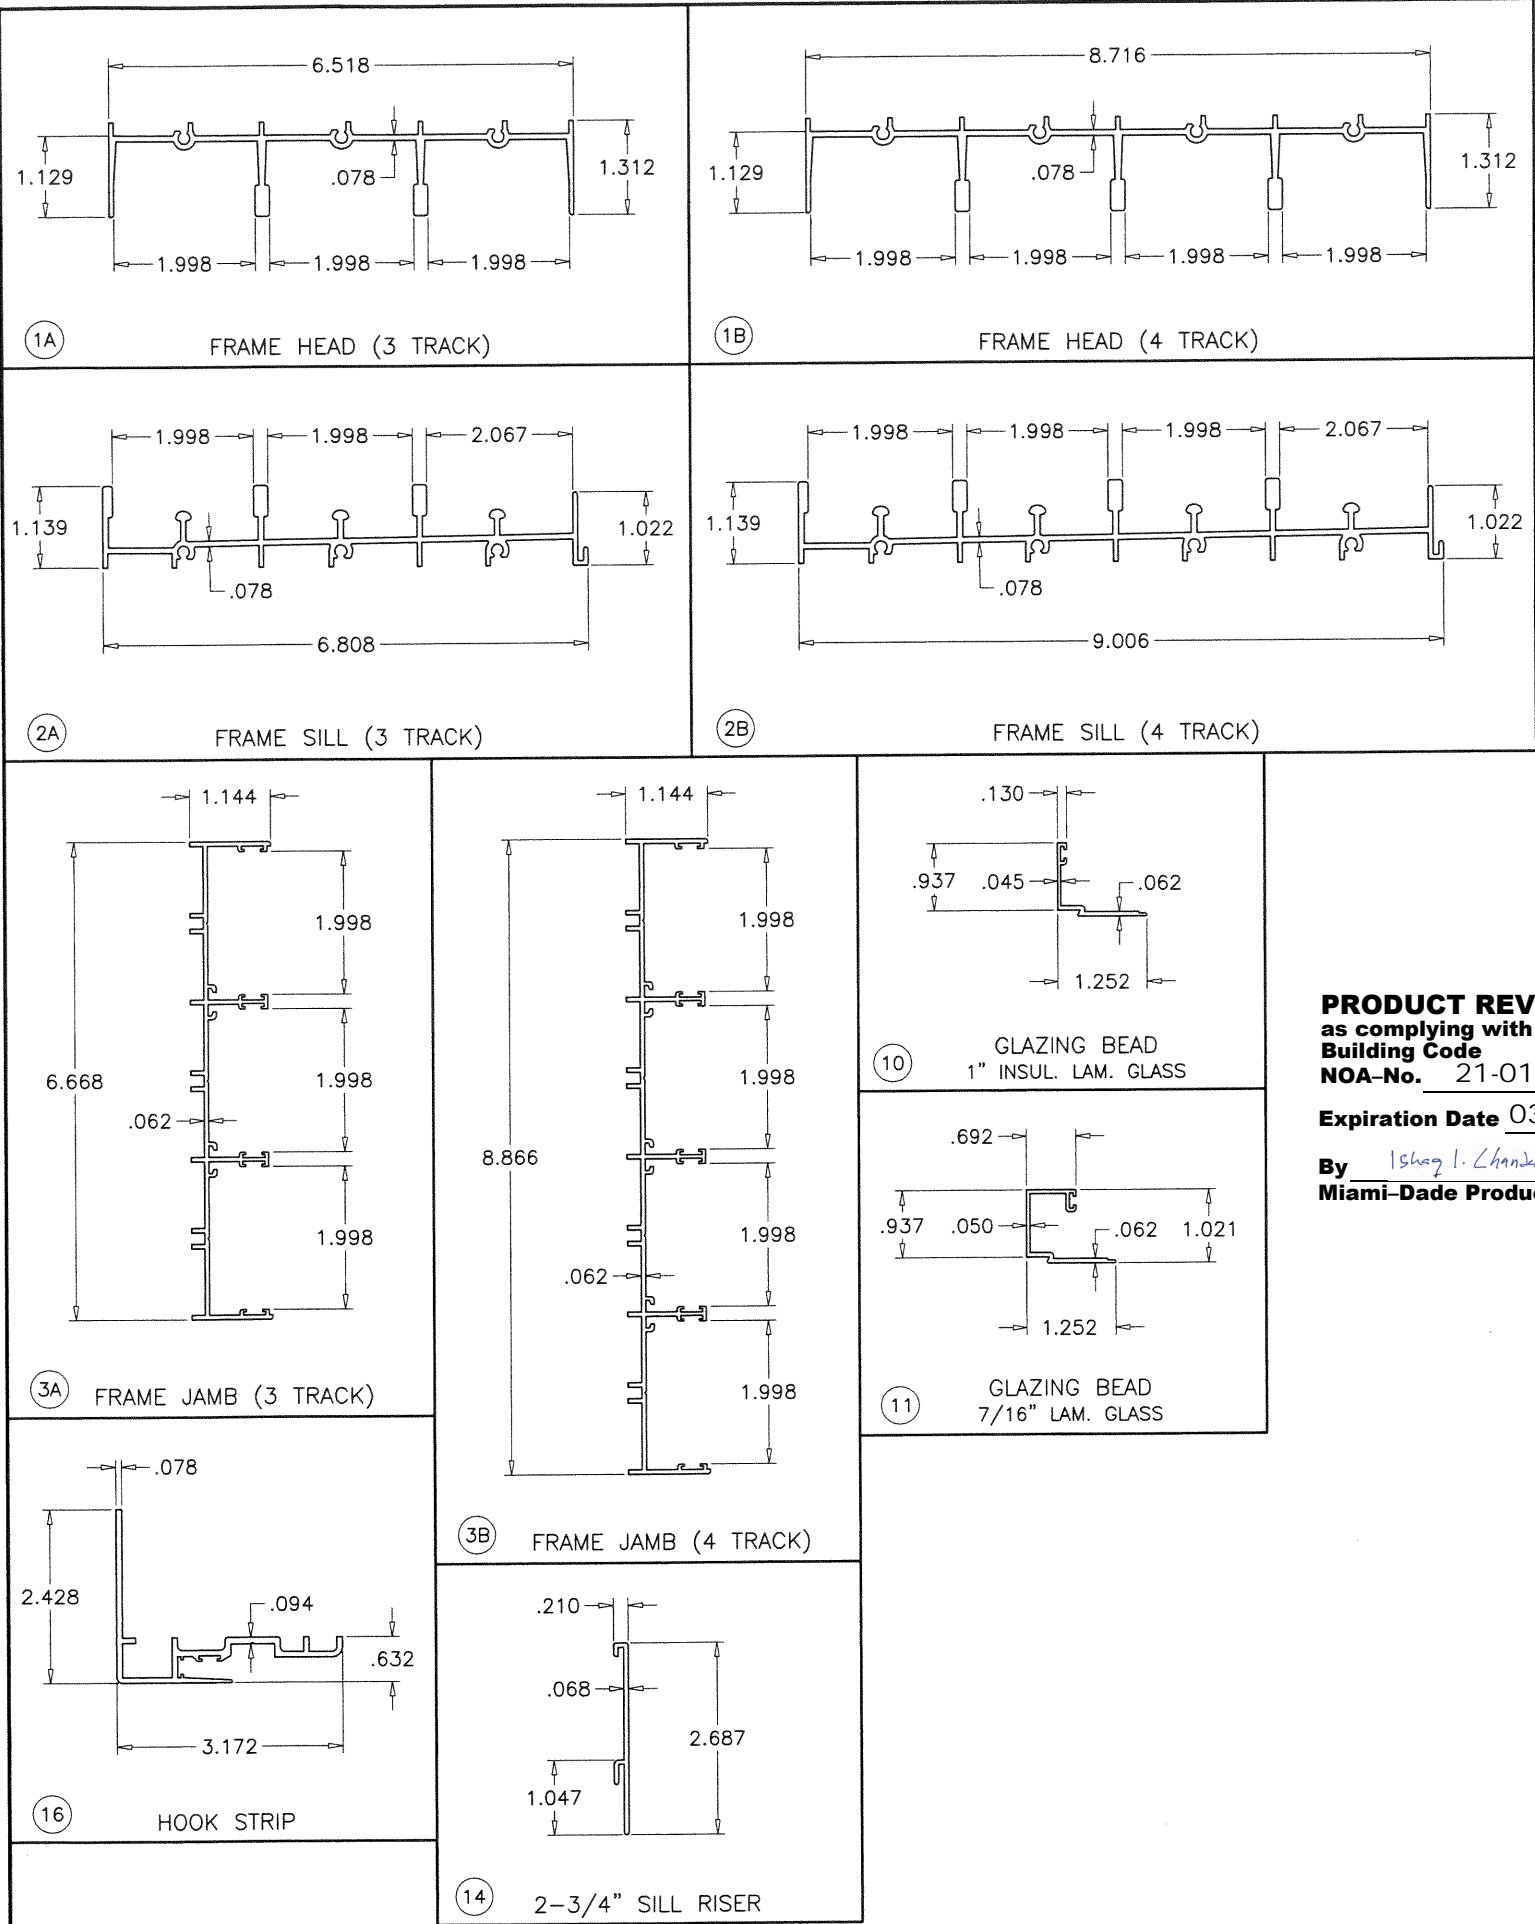 6.518
1.129
.078
1.312
1.998 1.998 1.998
1A FRAME HEAD (3 TRACK)
8.716
1.129
.078
1.312
1.998 1.998 1.998 1.998
1B FRAME HEAD (4 TRACK)
1.998 1.998 2.067
1.139
1.022
.078
6.808
2A FRAME SILL (3 TRACK)
1.998 1.998 1.998 2.067
1.139
1.022
.078
9.006
2B FRAME SILL (4 TRACK)
1.144
1.998
6.668
1.998
.062
1.998
3A FRAME JAMB (3 TRACK)
1.144
1.998
1.998
8.866
1.998
.062
1.998
3B FRAME JAMB (4 TRACK)
.130
.937 .045 .062
1.252
10 GLAZING BEAD
1" INSUL. LAM. GLASS
.692
.937 .050 .062 1.021
1.252
11 GLAZING BEAD
7/16" LAM. GLASS
PRODUCT REV
as complying with
Building Code
NOA-No. 21-01
Expiration Date 03
By Ishaq I. Chanda
Miami-Dade Produ
.078
2.428
.094
.632
3.172
16 HOOK STRIP
.210
.068
2.687
1.047
14 2-3/4" SILL RISER